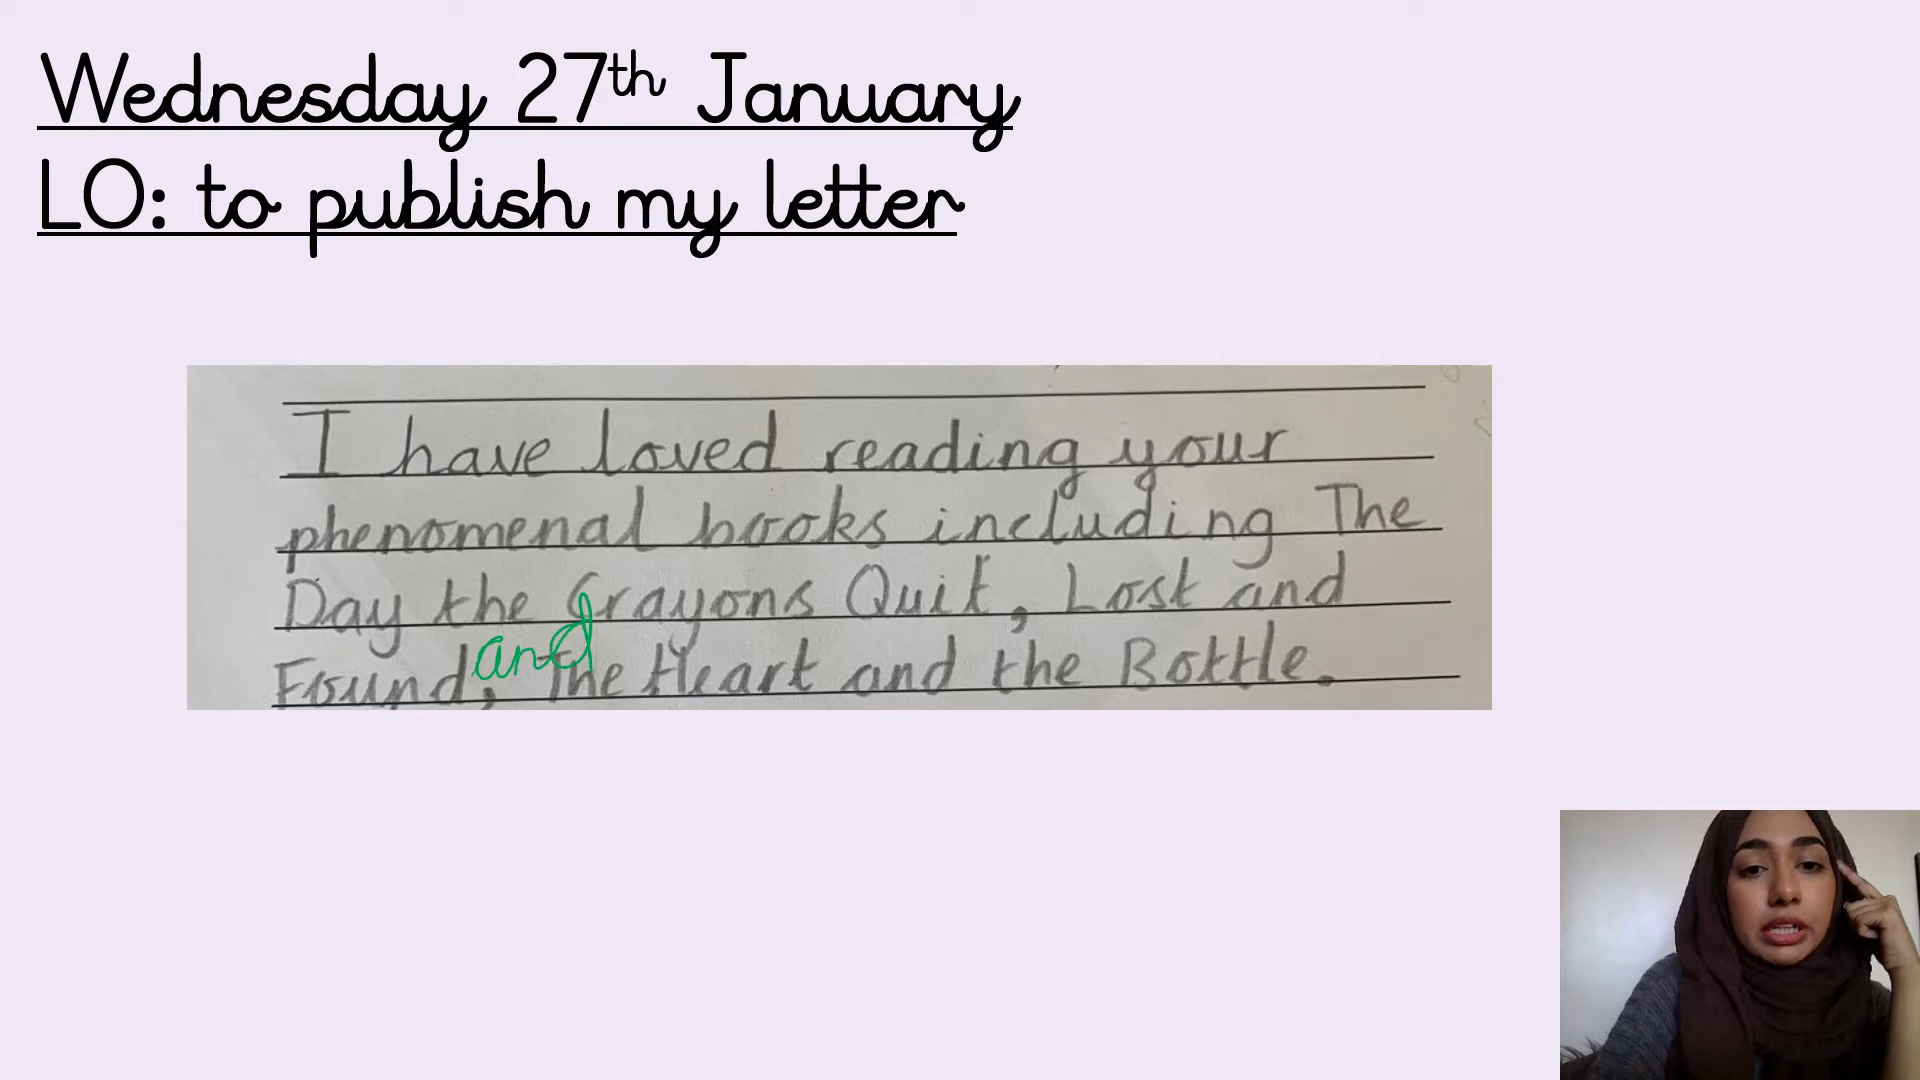 Wednesday 27th January
LO: to publish my letter
I have loved reading your
phenomenal books including The
Day the Crayons Quit, Lost and
Found, and The Heart and the Bottle.